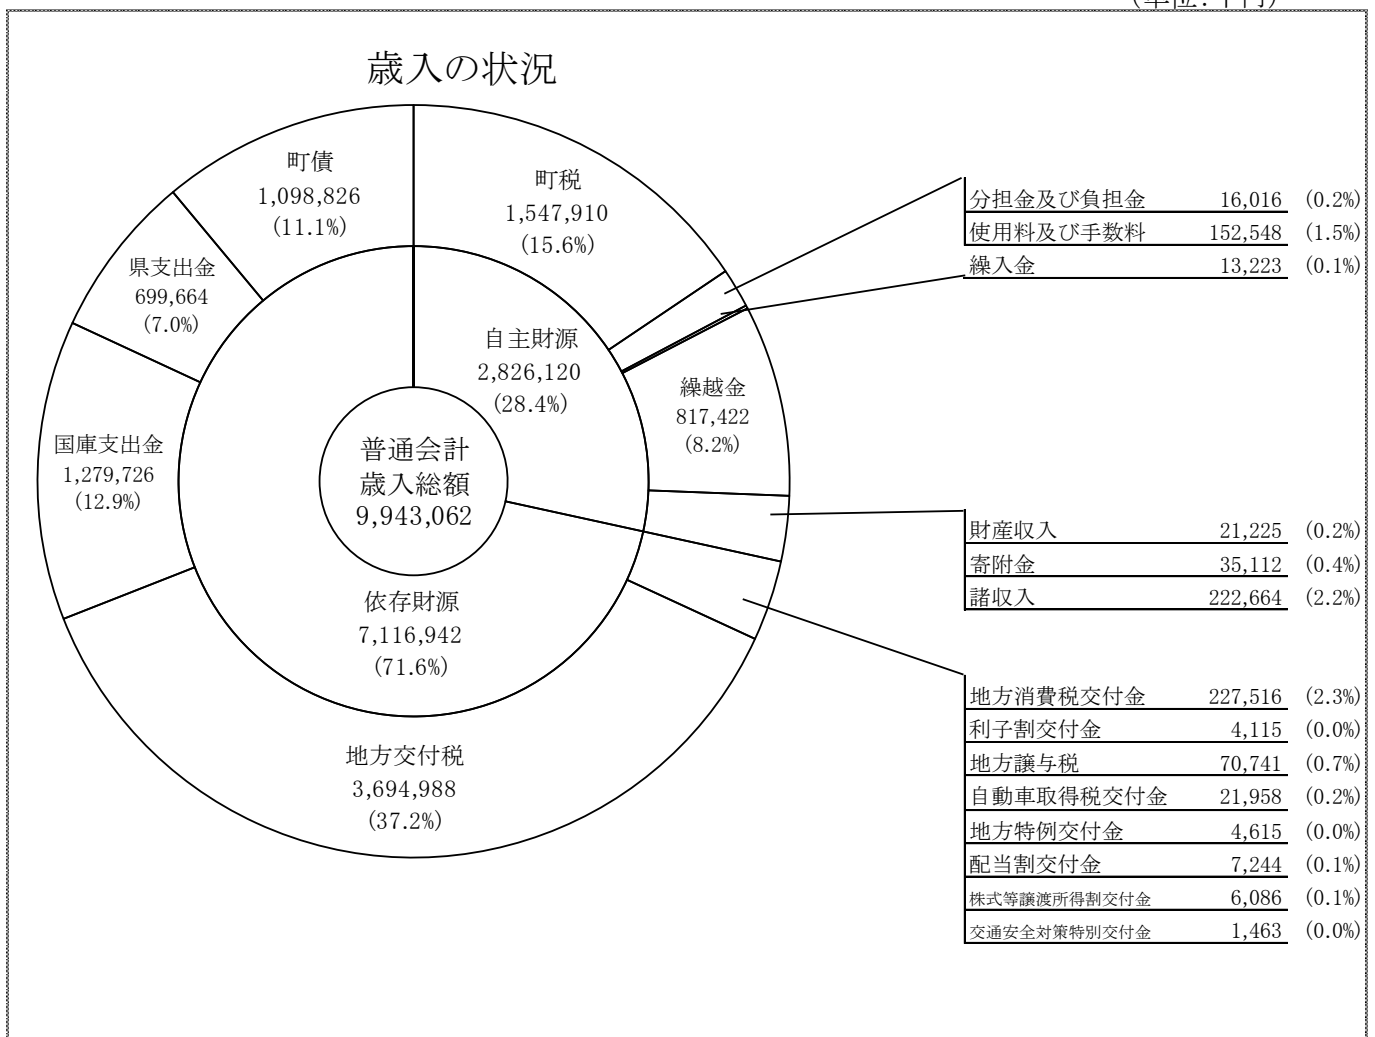 (単位:千円)
歳入の状況
町債
1,098,826
(11.1%)
町税
1,547,910
(15.6%)
県支出金
699,664
(7.0%)
自主財源
2,826,120
(28.4%)
繰越金
817,422
(8.2%)
国庫支出金
1,279,726
(12.9%)
普通会計
歳入総額
9,943,062
依存財源
7,116,942
(71.6%)
地方交付税
3,694,988
(37.2%)
分担金及び負担金 16,016 (0.2%)
使用料及び手数料 152,548 (1.5%)
繰入金 13,223 (0.1%)
財産収入 21,225 (0.2%)
寄附金 35,112 (0.4%)
諸収入 222,664 (2.2%)
地方消費税交付金 227,516 (2.3%)
利子割交付金 4,115 (0.0%)
地方譲与税 70,741 (0.7%)
自動車取得税交付金 21,958 (0.2%)
地方特例交付金 4,615 (0.0%)
配当割交付金 7,244 (0.1%)
株式等譲渡所得割交付金 6,086 (0.1%)
交通安全対策特別交付金 1,463 (0.0%)